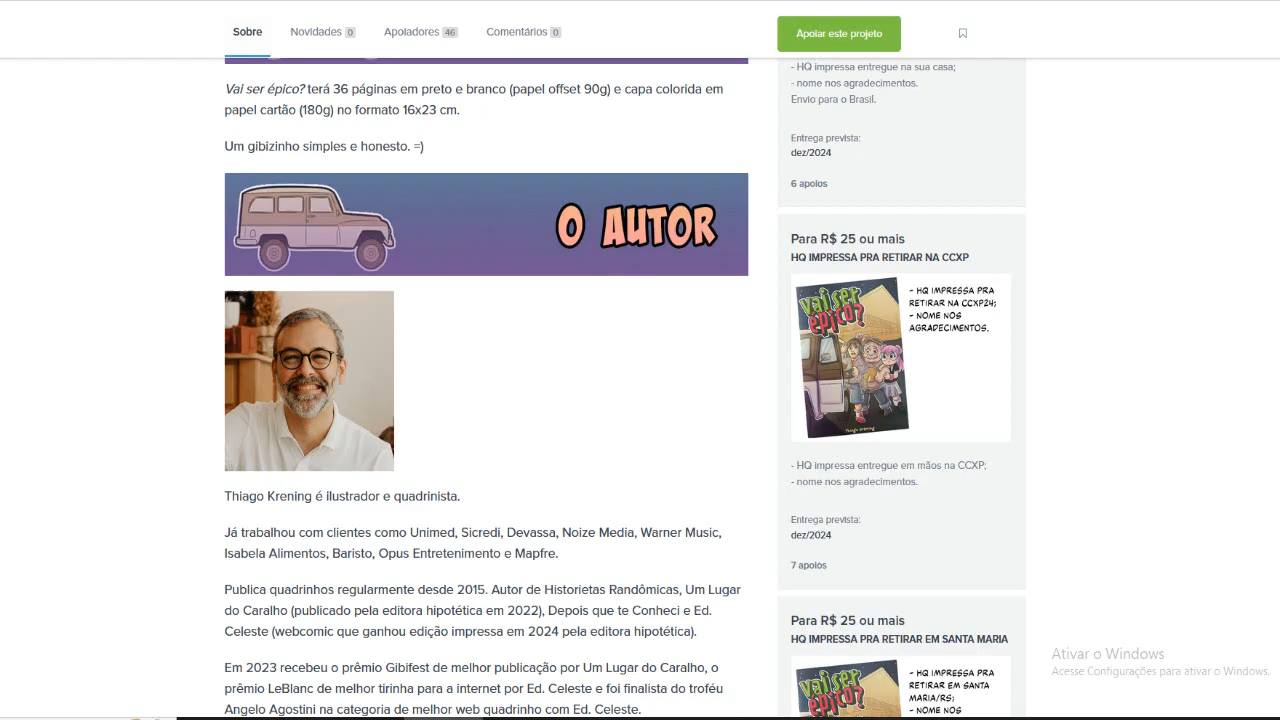 Sobre
Novidades 0
Apoiadores 46
Comentários 0
Apoiar este projeto
Vai ser épico? terá 36 páginas em preto e branco (papel offset 90g) e capa colorida em
papel cartão (180g) no formato 16x23 cm.
Um gibizinho simples e honesto. =)
O AUTOR
Thiago Krening é ilustrador e quadrinista.
Já trabalhou com clientes como Unimed, Sicredi, Devassa, Noize Media, Warner Music,
Isabela Alimentos, Baristo, Opus Entretenimento e Mapfre.
Publica quadrinhos regularmente desde 2015. Autor de Historietas Randômicas, Um Lugar
do Caralho (publicado pela editora hipotética em 2022), Depois que te Conheci e Ed.
Celeste (webcomic que ganhou edição impressa em 2024 pela editora hipotética).
Em 2023 recebeu o prêmio Gibifest de melhor publicação por Um Lugar do Caralho, o
prêmio LeBlanc de melhor tirinha para a internet por Ed. Celeste e foi finalista do troféu
Angelo Agostini na categoria de melhor web quadrinho com Ed. Celeste.
- HQ impressa entregue na sua casa;
- nome nos agradecimentos.
Envio para o Brasil.
Entrega prevista:
dez/2024
6 apoios
Para R$ 25 ou mais
HQ IMPRESSA PRA RETIRAR NA CCXP
vai ser
épico?
Thiago Krening
- HQ IMPRESSA PRA
RETIRAR NA CCXP24;
- NOME NOS
AGRADECIMENTOS.
- HQ impressa entregue em mãos na CCXP;
- nome nos agradecimentos.
Entrega prevista:
dez/2024
7 apoios
Para R$ 25 ou mais
HQ IMPRESSA PRA RETIRAR EM SANTA MARIA
vai ser
épico?
- HQ IMPRESSA PRA
RETIRAR EM SANTA
MARIA/RS;
- NOME NOS
Ativar o Windows
Acesse Configurações para ativar o Windows.